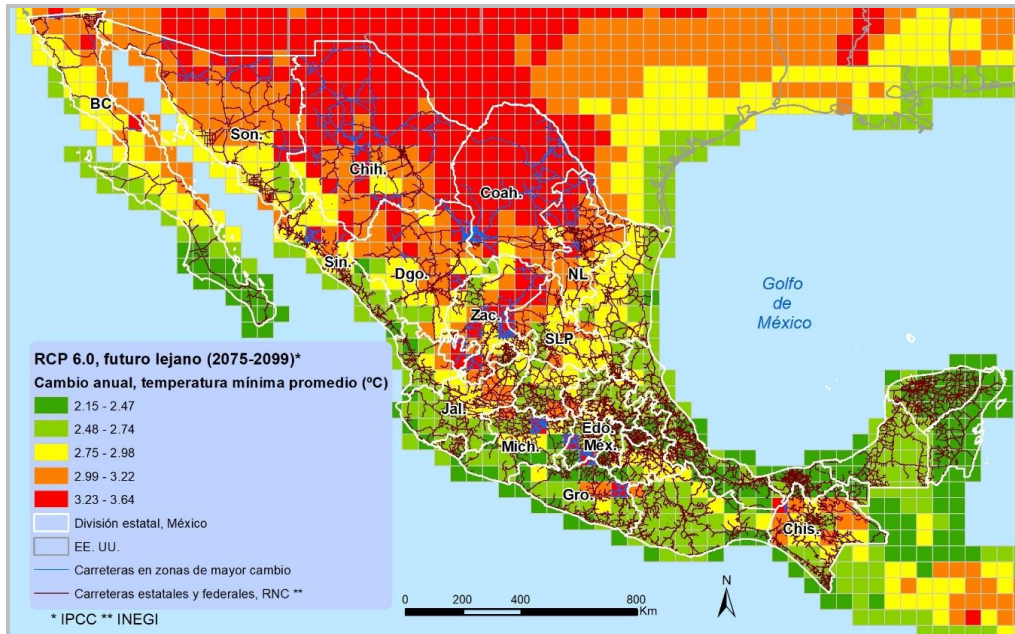 BC
Son.
Chih.
Coah.
Sin.
Dgo.
NL
Zac.
SLP
Jal.
Mich.
Edo.
Méx.
Gro.
Chis.
Golfo
de
México
RCP 6.0, futuro lejano (2075-2099)*
Cambio anual, temperatura mínima promedio (ºC)
2.15 - 2.47
2.48 - 2.74
2.75 - 2.98
2.99 - 3.22
3.23 - 3.64
División estatal, México
EE. UU.
Carreteras en zonas de mayor cambio
Carreteras estatales y federales, RNC **
* IPCC ** INEGI
0 200 400 800
Km
N